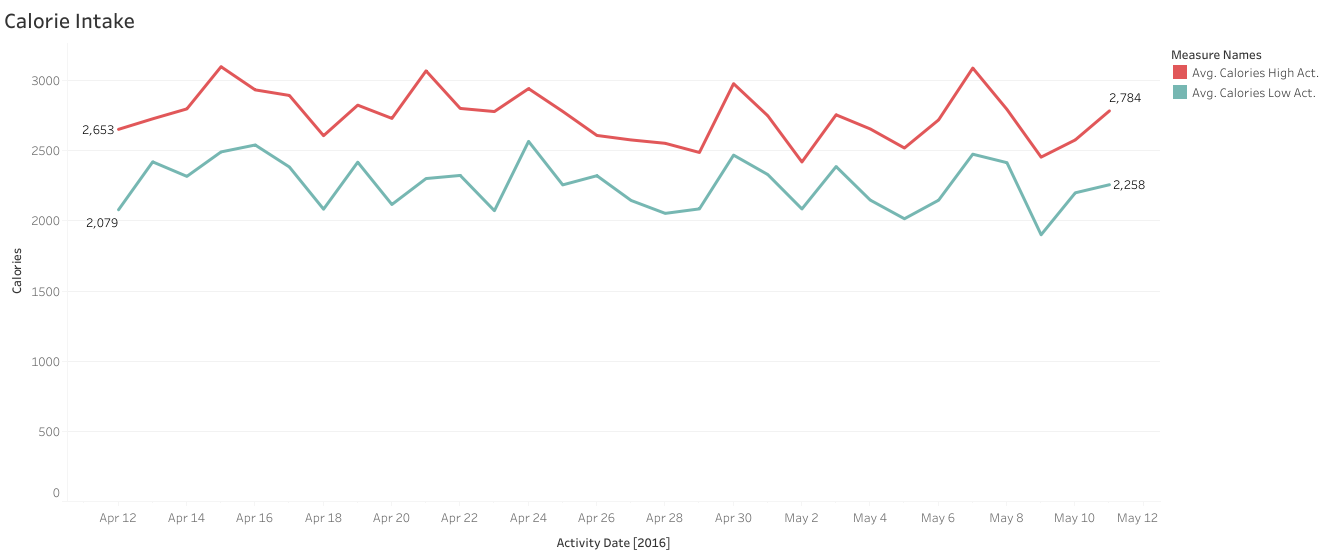 Calorie Intake
Measure Names
Avg. Calories High Act.
Avg. Calories Low Act.
3000
2500
2000
1500
1000
500
0
Calories
2,653
2,079
2,784
2,258
Apr 12 Apr 14 Apr 16 Apr 18 Apr 20 Apr 22 Apr 24 Apr 26 Apr 28 Apr 30 May 2 May 4 May 6 May 8 May 10 May 12
Activity Date [2016]